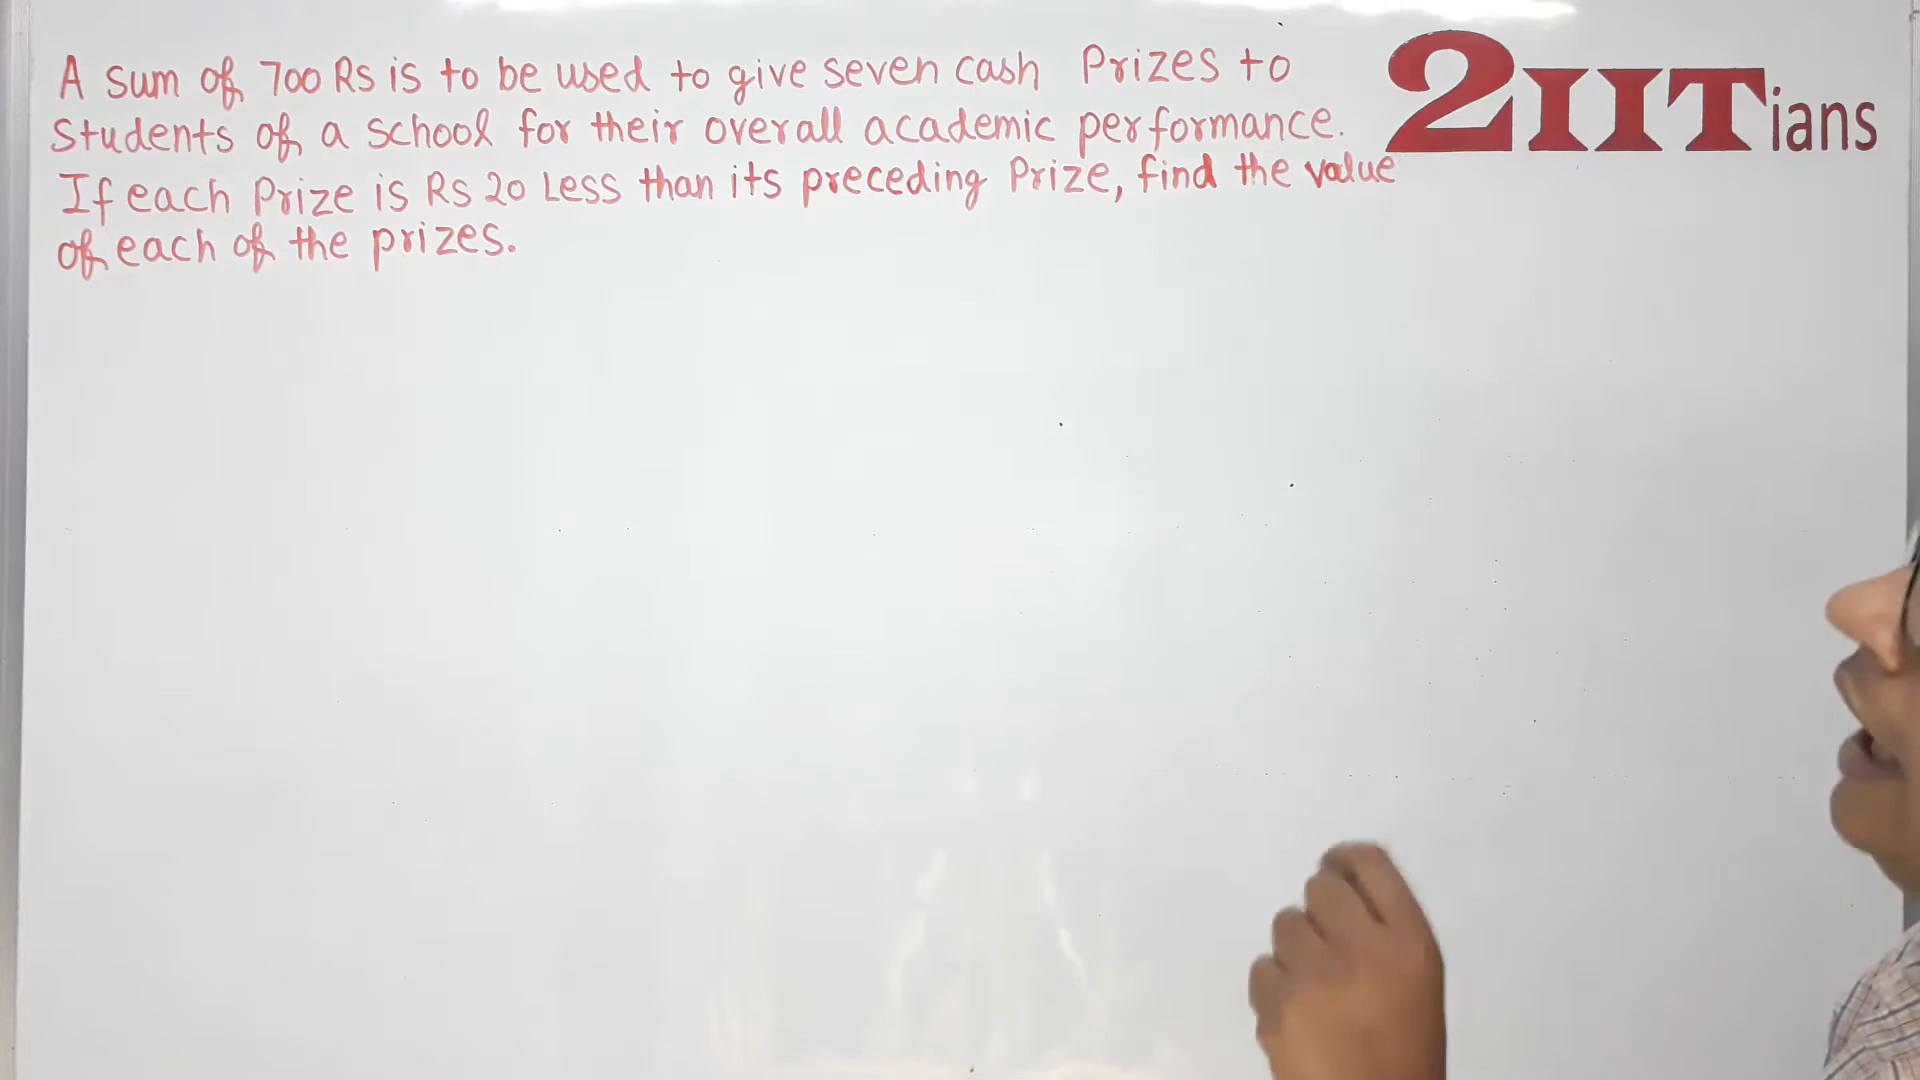 A sum of 700 Rs is to be used to give seven cash Prizes to
Students of a school for their overall academic performance.
If each Prize is Rs 20 Less than its preceding Prize, find the value
of each of the prizes.
2IITians